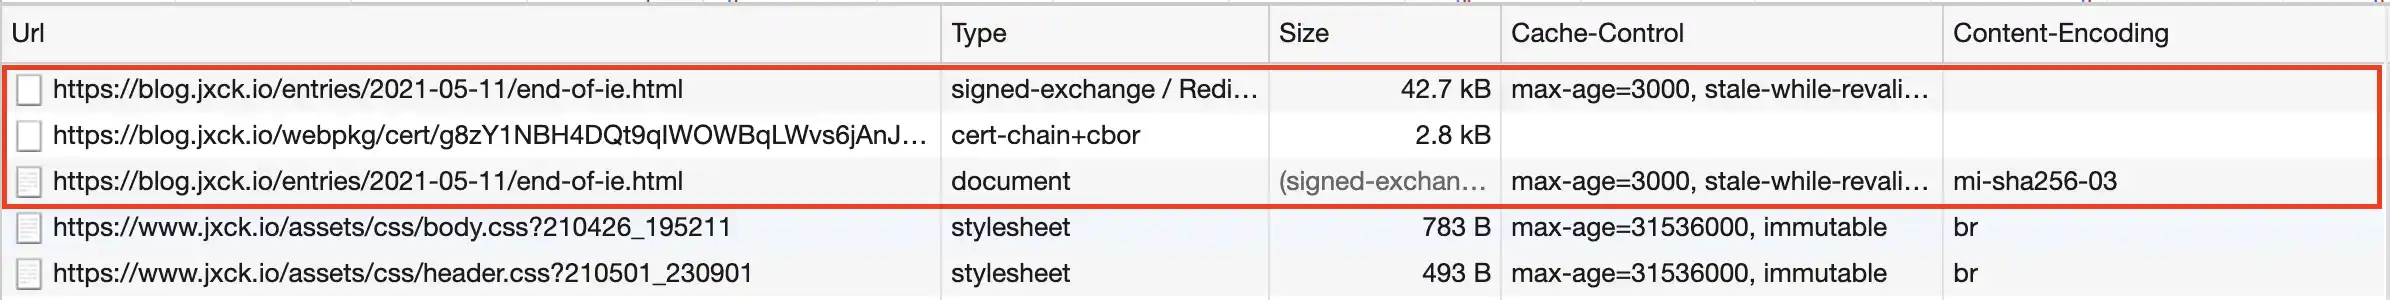 Url Type Size Cache-Control Content-Encoding
https://blog.jxck.io/entries/2021-05-11/end-of-ie.html signed-exchange / Redi… 42.7 kB max-age=3000, stale-while-revali…
https://blog.jxck.io/webpkg/cert/g8zY1NBH4DQt9qIWOWBqLWvs6jAnJ… cert-chain+cbor 2.8 kB
https://blog.jxck.io/entries/2021-05-11/end-of-ie.html document (signed-exchan… max-age=3000, stale-while-revali… mi-sha256-03
https://www.jxck.io/assets/css/body.css?210426_195211 stylesheet 783 B max-age=31536000, immutable br
https://www.jxck.io/assets/css/header.css?210501_230901 stylesheet 493 B max-age=31536000, immutable br